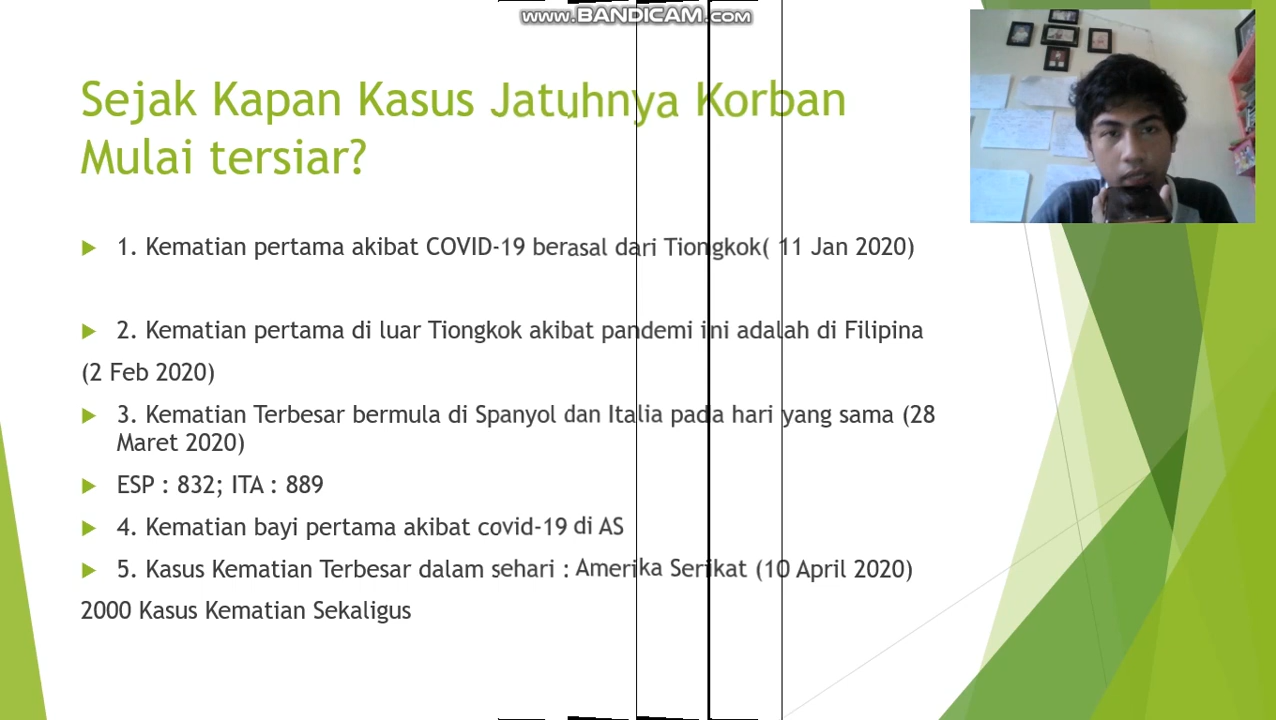 www.BANDICAM.com
Sejak Kapan Kasus Jatuhnya Korban
Mulai tersiar?
1. Kematian pertama akibat COVID-19 berasal dari Tiongkok( 11 Jan 2020)
2. Kematian pertama di luar Tiongkok akibat pandemi ini adalah di Filipina
(2 Feb 2020)
3. Kematian Terbesar bermula di Spanyol dan Italia pada hari yang sama (28
Maret 2020)
ESP : 832; ITA : 889
4. Kematian bayi pertama akibat covid-19 di AS
5. Kasus Kematian Terbesar dalam sehari : Amerika Serikat (10 April 2020)
2000 Kasus Kematian Sekaligus